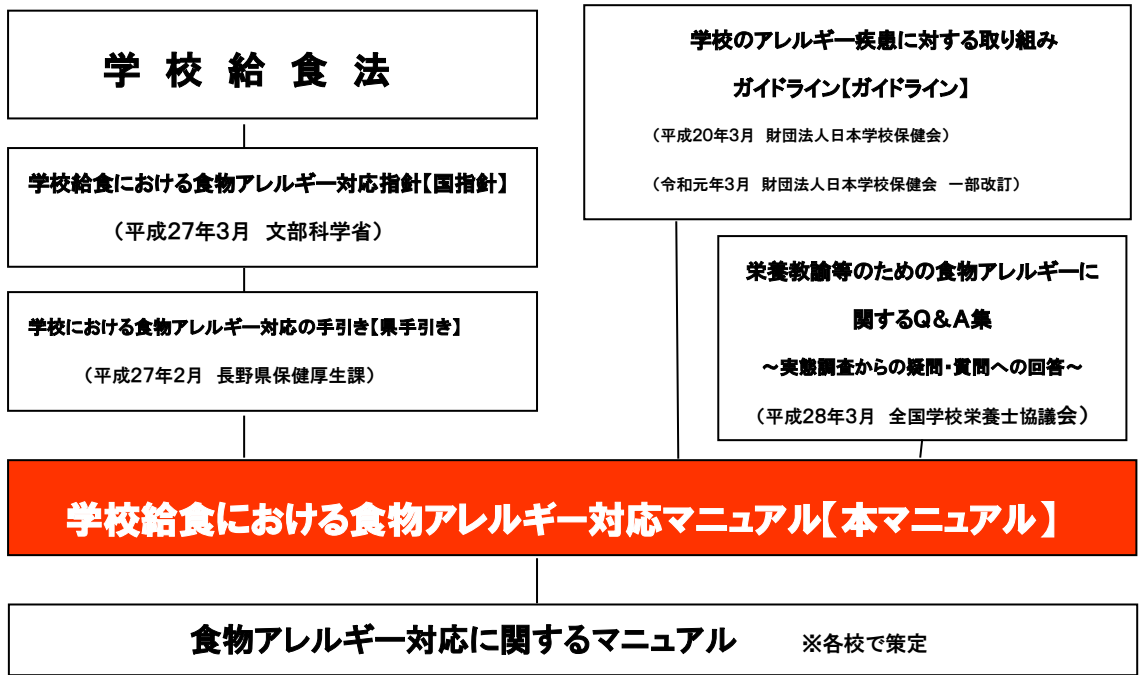 学校給食法
学校給食における食物アレルギー対応指針【国指針】
（平成27年3月 文部科学省）
学校における食物アレルギー対応の手引き【県手引き】
（平成27年2月 長野県保健厚生課）
学校のアレルギー疾患に対する取り組み
ガイドライン【ガイドライン】
（平成20年3月 財団法人日本学校保健会）
（令和元年3月 財団法人日本学校保健会 一部改訂）
栄養教諭等のための食物アレルギーに
関するQ&A集
～実態調査からの疑問・質問への回答～
（平成28年3月 全国学校栄養士協議会）
学校給食における食物アレルギー対応マニュアル【本マニュアル】
食物アレルギー対応に関するマニュアル ※各校で策定